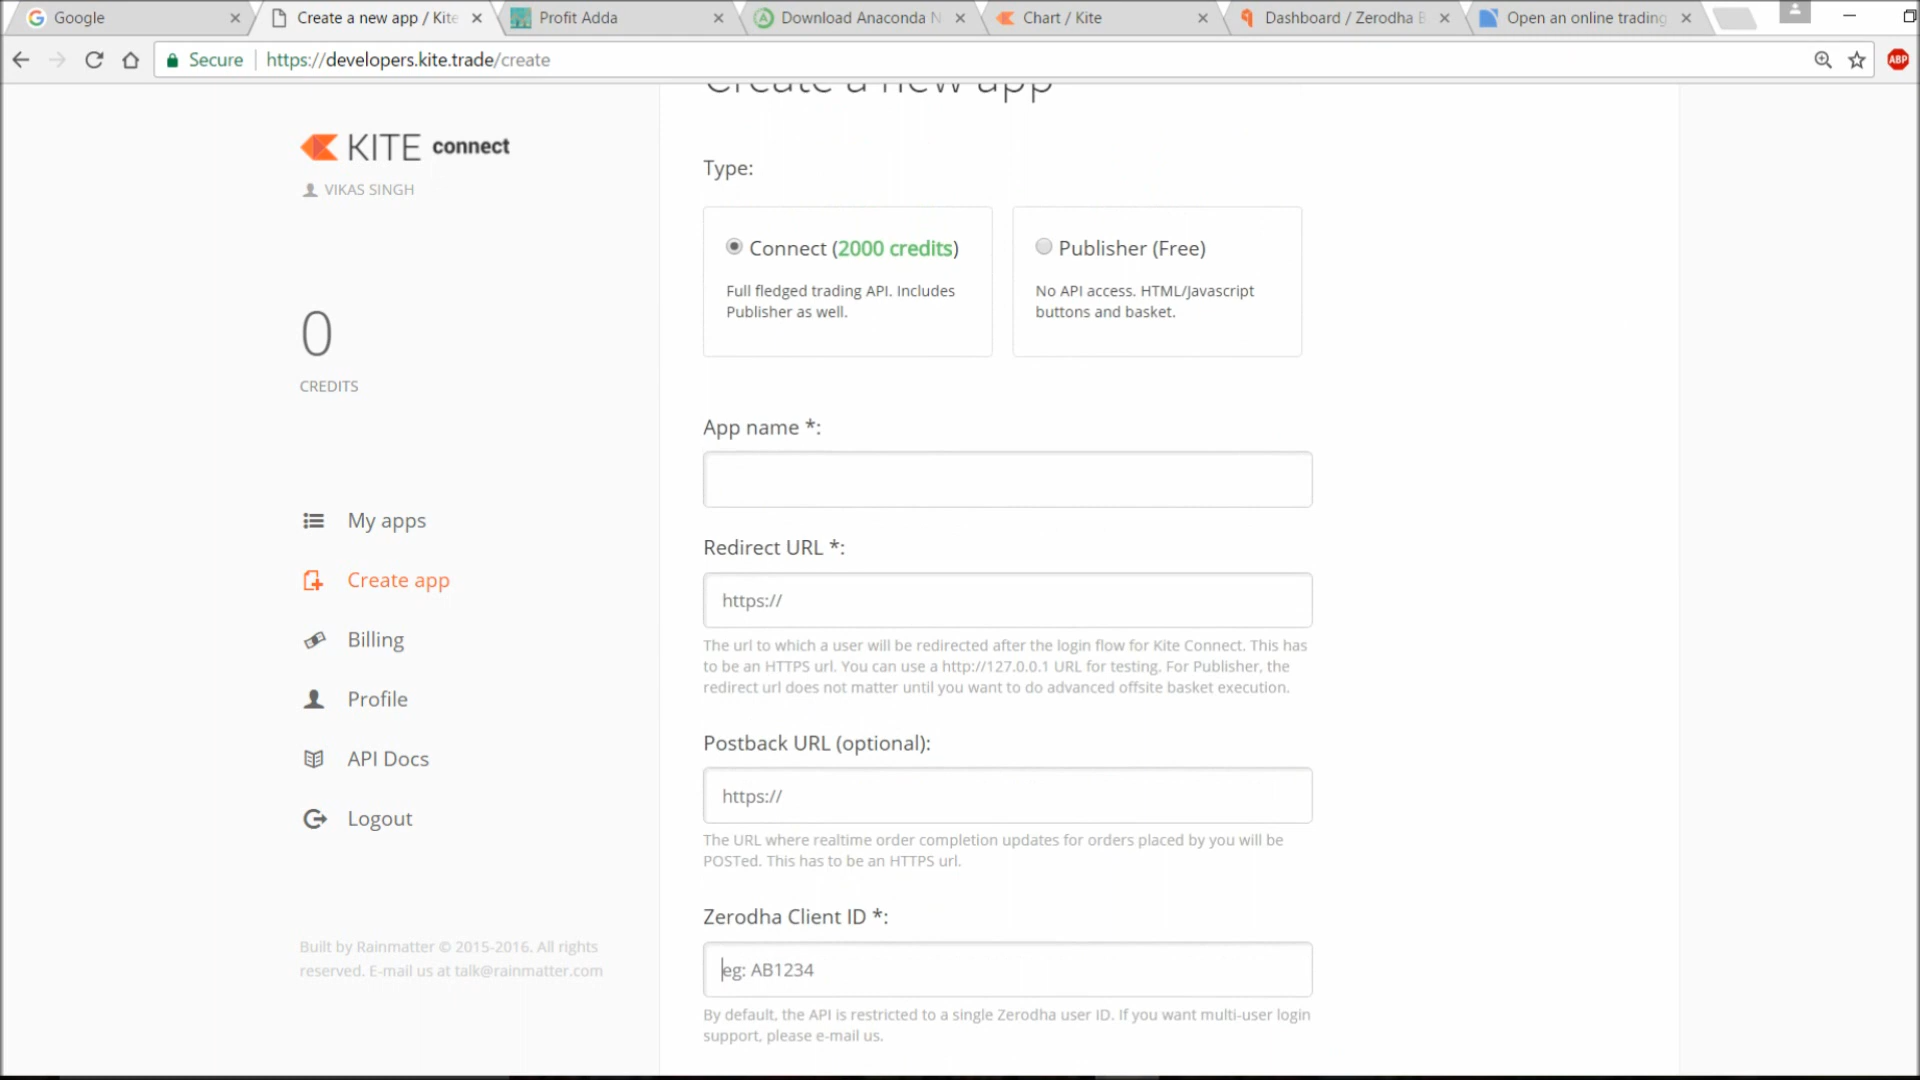 Google
Create a new app / Kite
Profit Adda
Download Anaconda N
Chart / Kite
Dashboard / Zerodha B
Open an online trading
Secure
https://developers.kite.trade/create
ABP
Create a new app
KITE connect
VIKAS SINGH
Type:
Connect (2000 credits)
Full fledged trading API. Includes
Publisher as well.
Publisher (Free)
No API access. HTML/Javascript
buttons and basket.
0
CREDITS
App name *:
My apps
Create app
Billing
Profile
API Docs
Logout
Redirect URL *:
https://
The url to which a user will be redirected after the login flow for Kite Connect. This has
to be an HTTPS url. You can use a http://127.0.0.1 URL for testing. For Publisher, the
redirect url does not matter until you want to do advanced offsite basket execution.
Postback URL (optional):
https://
The URL where realtime order completion updates for orders placed by you will be
POSTed. This has to be an HTTPS url.
Zerodha Client ID *:
eg: AB1234
By default, the API is restricted to a single Zerodha user ID. If you want multi-user login
support, please e-mail us.
Built by Rainmatter © 2015-2016. All rights
reserved. E-mail us at talk@rainmatter.com